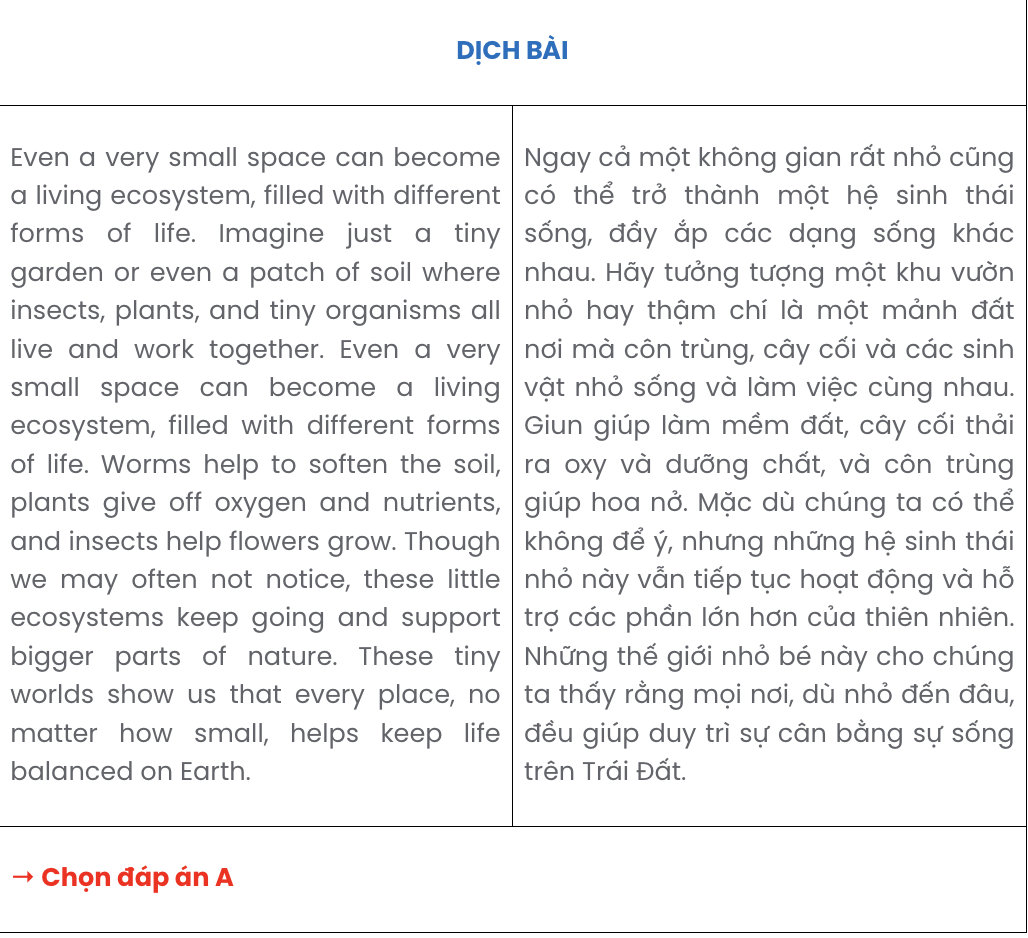 DỊCH BÀI
Even a very small space can become
a living ecosystem, filled with different
forms of life. Imagine just a tiny
garden or even a patch of soil where
insects, plants, and tiny organisms all
live and work together. Even a very
small space can become a living
ecosystem, filled with different forms
of life. Worms help to soften the soil,
plants give off oxygen and nutrients,
and insects help flowers grow. Though
we may often not notice, these little
ecosystems keep going and support
bigger parts of nature. These tiny
worlds show us that every place, no
matter how small, helps keep life
balanced on Earth.
Ngay cả một không gian rất nhỏ cũng
có thể trở thành một hệ sinh thái
sống, đầy ắp các dạng sống khác
nhau. Hãy tưởng tượng một khu vườn
nhỏ hay thậm chí là một mảnh đất
nơi mà côn trùng, cây cối và các sinh
vật nhỏ sống và làm việc cùng nhau.
Giun giúp làm mềm đất, cây cối thải
ra oxy và dưỡng chất, và côn trùng
giúp hoa nở. Mặc dù chúng ta có thể
không để ý, nhưng những hệ sinh thái
nhỏ này vẫn tiếp tục hoạt động và hỗ
trợ các phần lớn hơn của thiên nhiên.
Những thế giới nhỏ bé này cho chúng
ta thấy rằng mọi nơi, dù nhỏ đến đâu,
đều giúp duy trì sự cân bằng sự sống
trên Trái Đất.
→ Chọn đáp án A